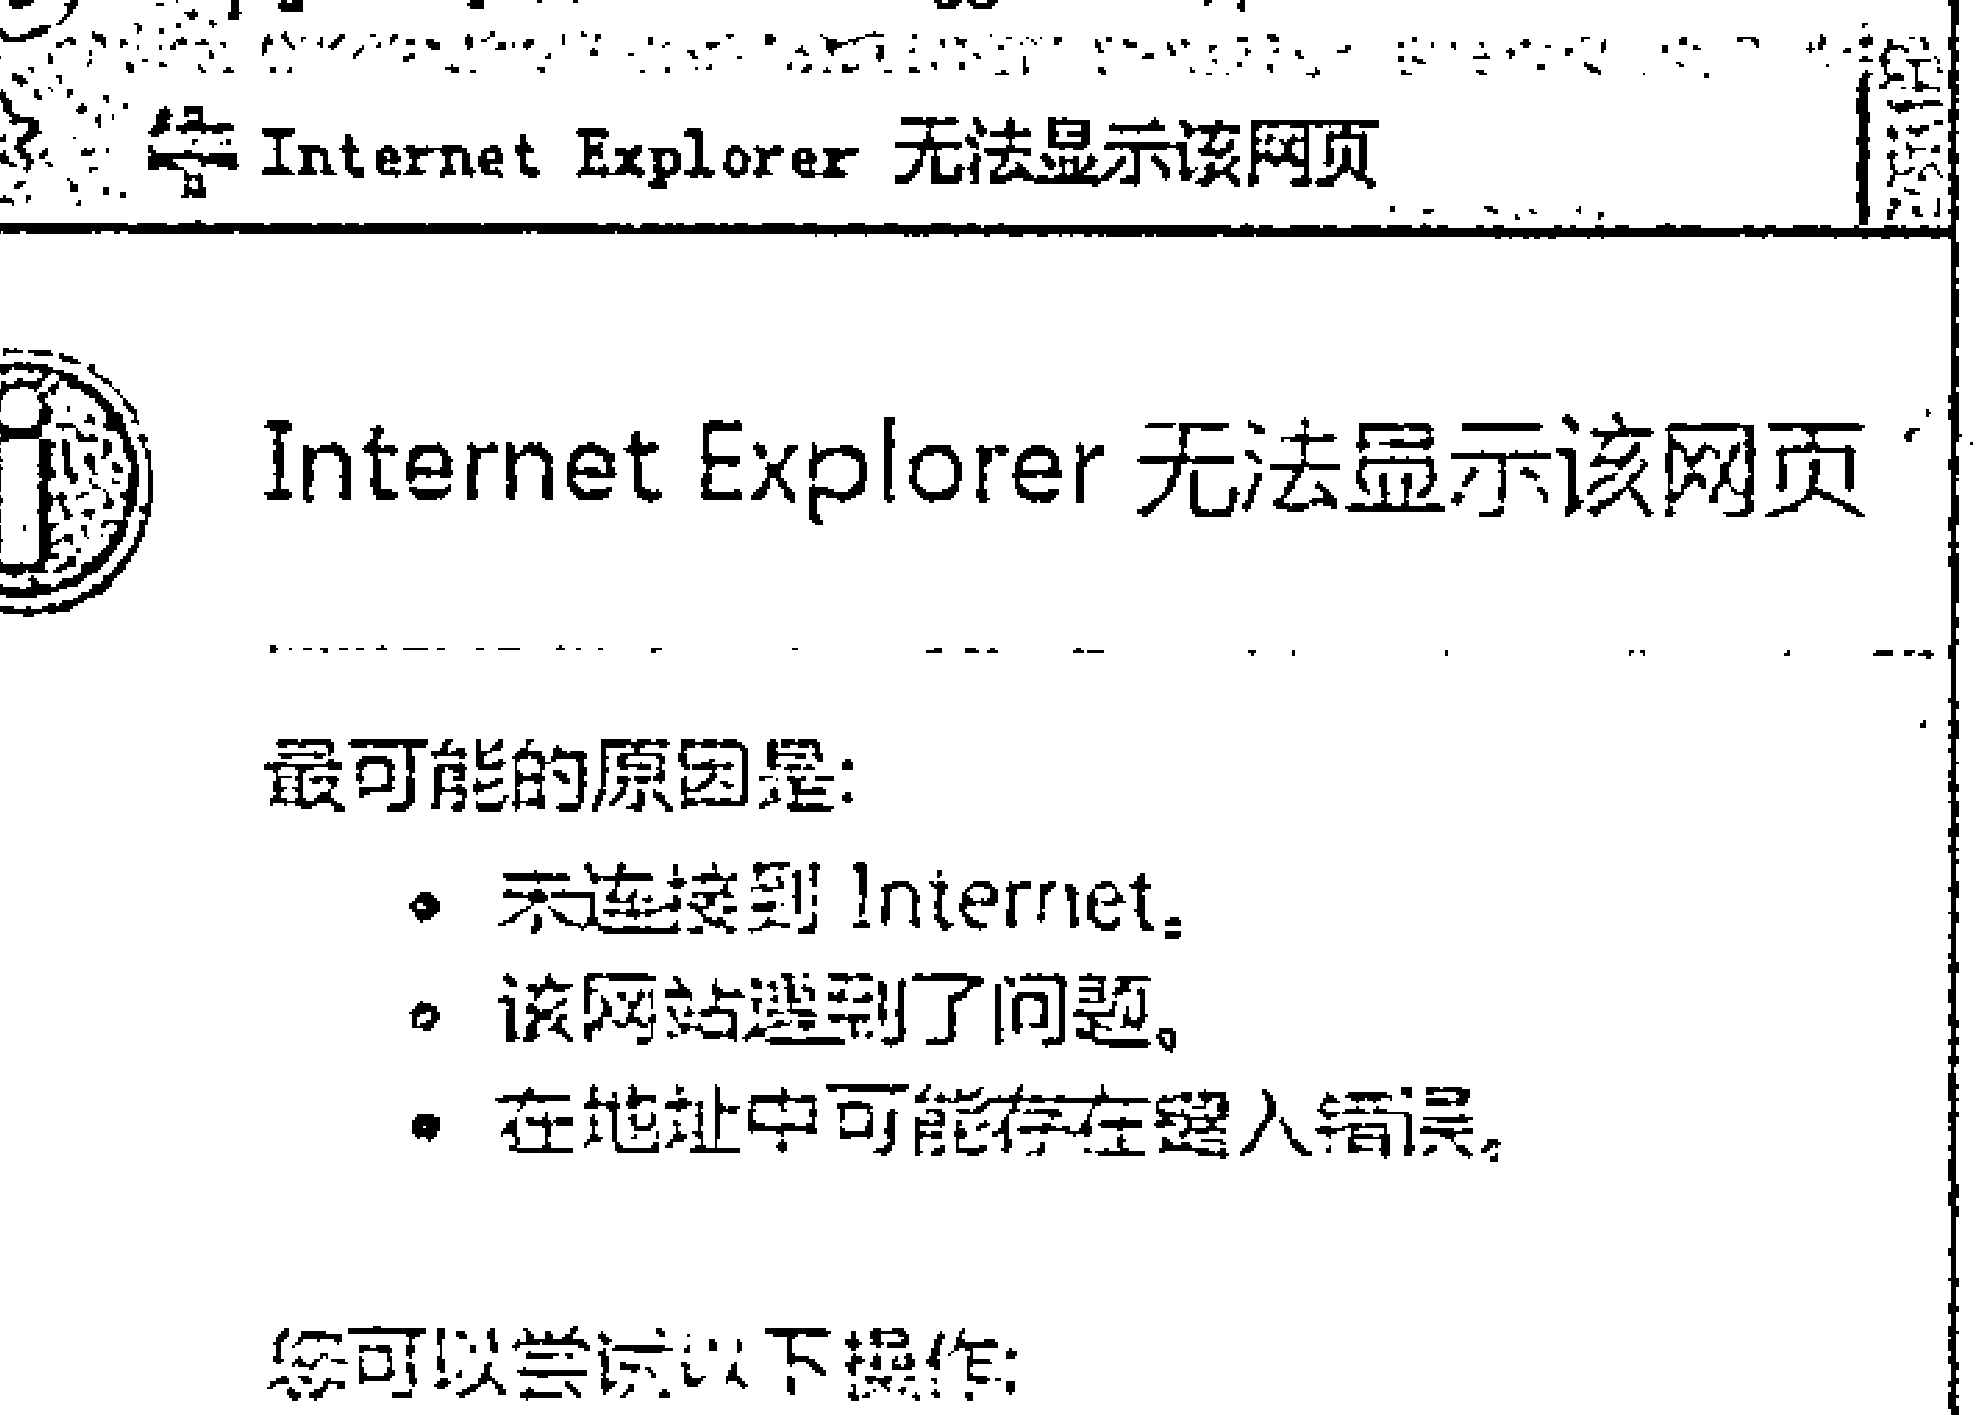 Internet Explorer 无法显示该网页
Internet Explorer 无法显示该网页
最可能的原因是:
未连接到 Internet。
该网站遇到了问题。
在地址中可能存在键入错误。
您可以尝试以下操作: